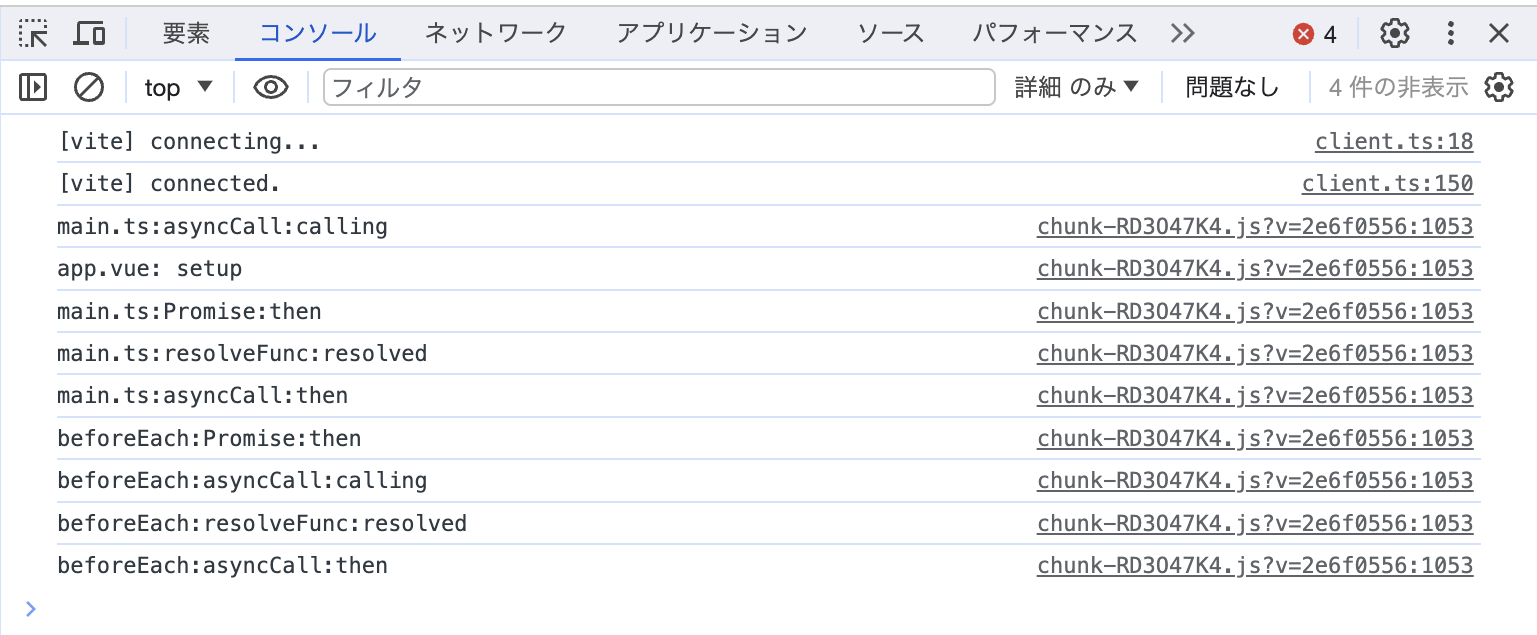 要素 コンソール ネットワーク アプリケーション ソース パフォーマンス 4
top フィルタ 詳細 のみ 問題なし 4 件の非表示
[vite] connecting... client.ts:18
[vite] connected. client.ts:150
main.ts:asyncCall:calling chunk-RD3O47K4.js?v=2e6f0556:1053
app.vue: setup chunk-RD3O47K4.js?v=2e6f0556:1053
main.ts:Promise:then chunk-RD3O47K4.js?v=2e6f0556:1053
main.ts:resolveFunc:resolved chunk-RD3O47K4.js?v=2e6f0556:1053
main.ts:asyncCall:then chunk-RD3O47K4.js?v=2e6f0556:1053
beforeEach:Promise:then chunk-RD3O47K4.js?v=2e6f0556:1053
beforeEach:asyncCall:calling chunk-RD3O47K4.js?v=2e6f0556:1053
beforeEach:resolveFunc:resolved chunk-RD3O47K4.js?v=2e6f0556:1053
beforeEach:asyncCall:then chunk-RD3O47K4.js?v=2e6f0556:1053